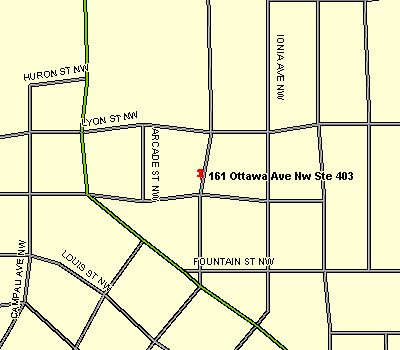 IONIA AVE NW
HURON ST NW
LYON ST NW
ARCADE ST NW
161 Ottawa Ave Nw Ste 403
CAMPAU AVE NW
LOUIS ST NW
FOUNTAIN ST NW